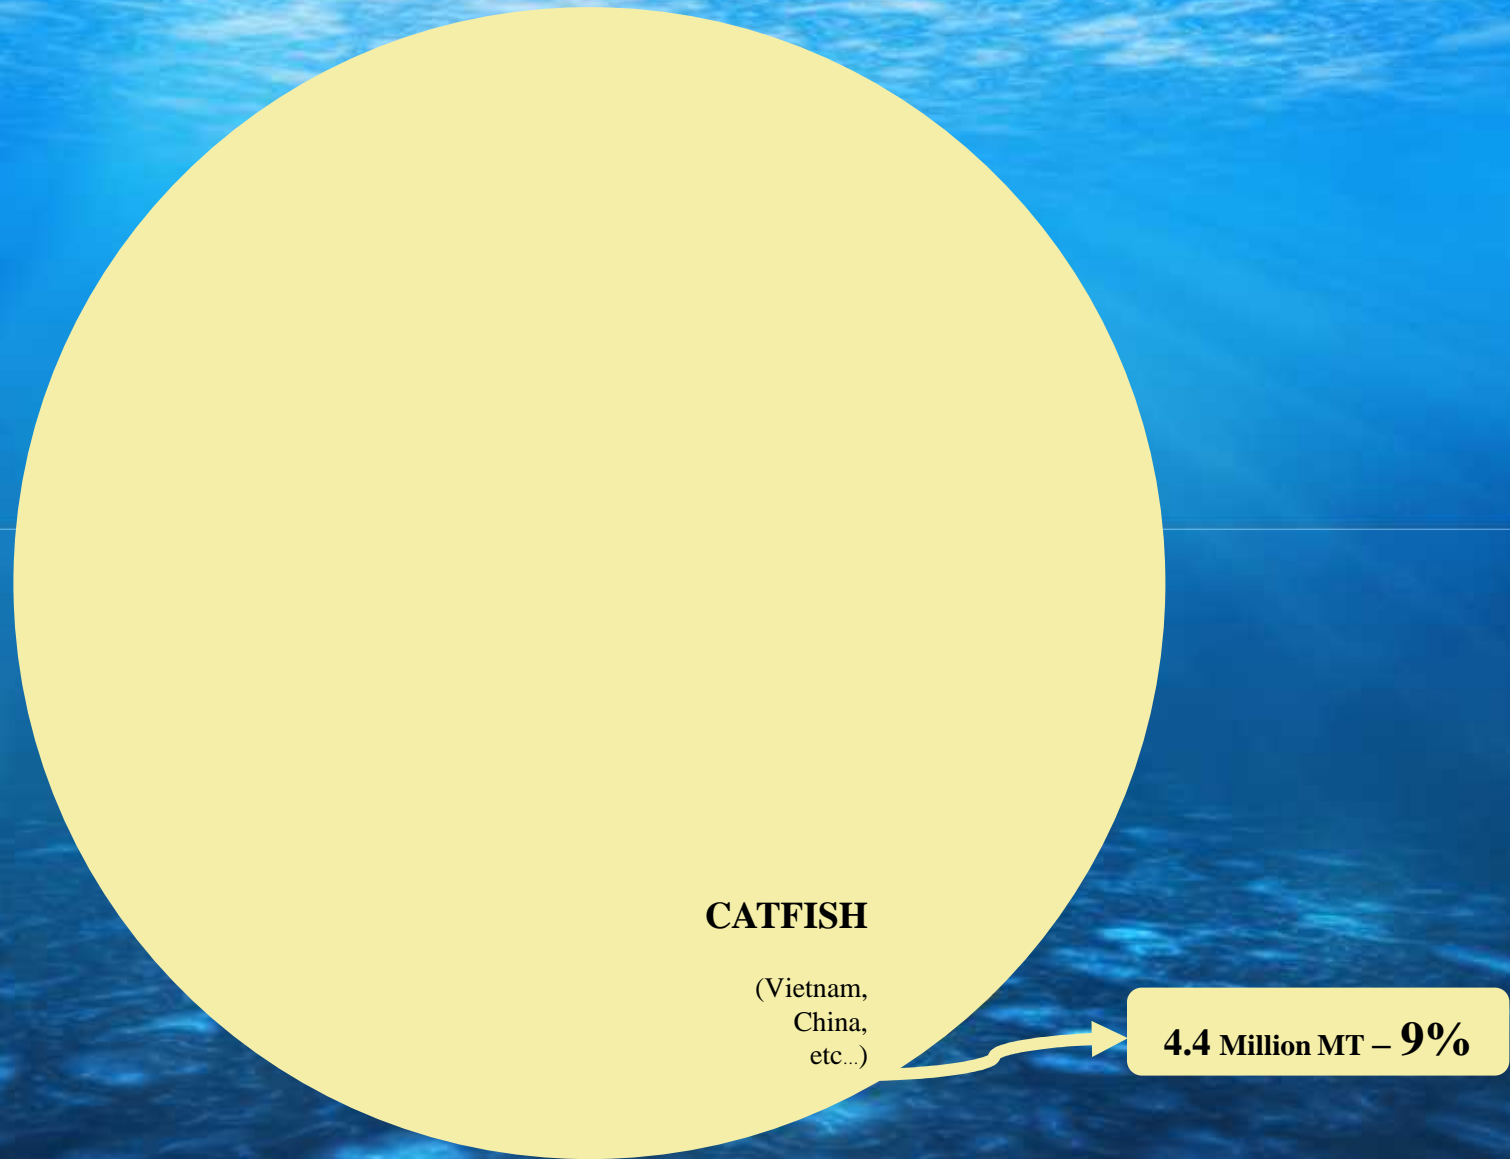 CATFISH
(Vietnam,
China,
etc...)
4.4 Million MT – 9%